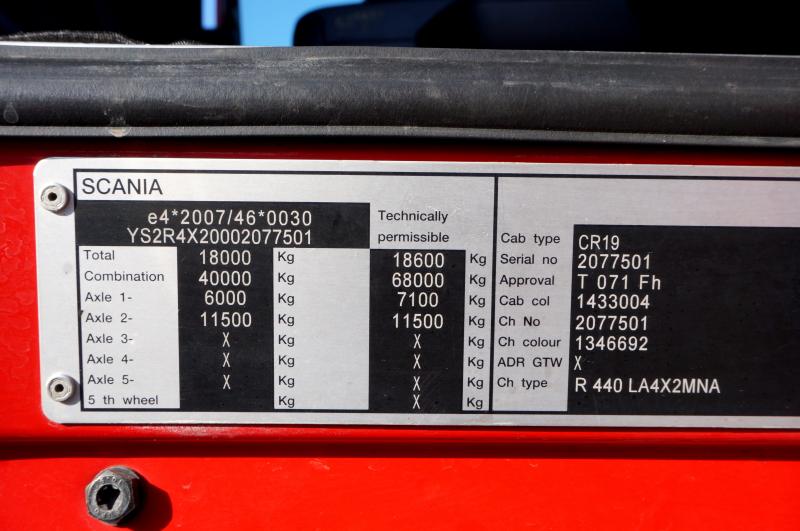 SCANIA
e4*2007/46*0030
YS2R4X20002077501
Technically
permissible
Total 18000 Kg 18600 Kg
Combination 40000 Kg 68000 Kg
Axle 1- 6000 Kg 7100 Kg
Axle 2- 11500 Kg 11500 Kg
Axle 3- X Kg X Kg
Axle 4- X Kg X Kg
Axle 5- X Kg X Kg
5 th wheel Kg X Kg
Cab type CR19
Serial no 2077501
Approval T 071 Fh
Cab col 1433004
Ch No 2077501
Ch colour 1346692
ADR GTW X
Ch type R 440 LA4X2MNA